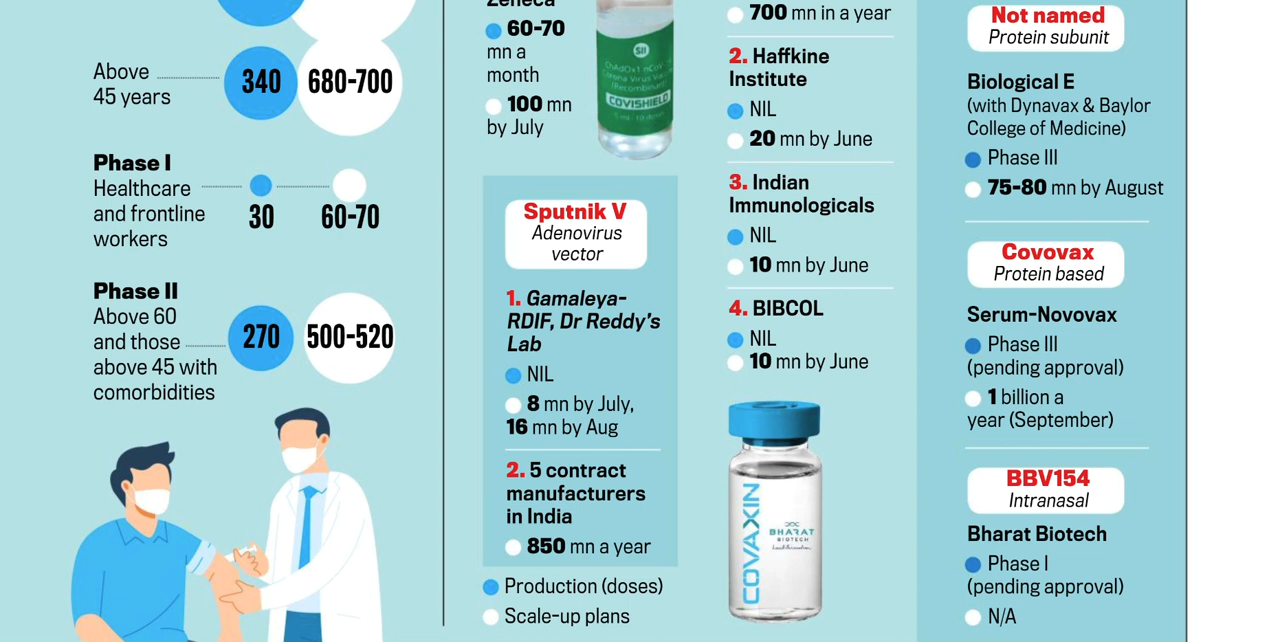 Above
45 years
340
680-700
Phase I
Healthcare
and frontline
workers
30
60-70
Phase II
Above 60
and those
above 45 with
comorbidities
270
500-520
Zeneca
60-70
mn a
month
100 mn
by July
SII
ChAdOx1 nCoV-
Corona Virus Va
(Recombinant)
COVISHIELD
Sputnik V
Adenovirus
vector
1. Gamaleya-
RDIF, Dr Reddy's
Lab
NIL
8 mn by July,
16 mn by Aug
2. 5 contract
manufacturers
in India
850 mn a year
Production (doses)
Scale-up plans
700 mn in a year
2. Haffkine
Institute
NIL
20 mn by June
3. Indian
Immunologicals
NIL
10 mn by June
4. BIBCOL
NIL
10 mn by June
COVAXIN
BHARAT
BIOTECH
Not named
Protein subunit
Biological E
(with Dynavax & Baylor
College of Medicine)
Phase III
75-80 mn by August
Covovax
Protein based
Serum-Novovax
Phase III
(pending approval)
1 billion a
year (September)
BBV154
Intranasal
Bharat Biotech
Phase I
(pending approval)
N/A